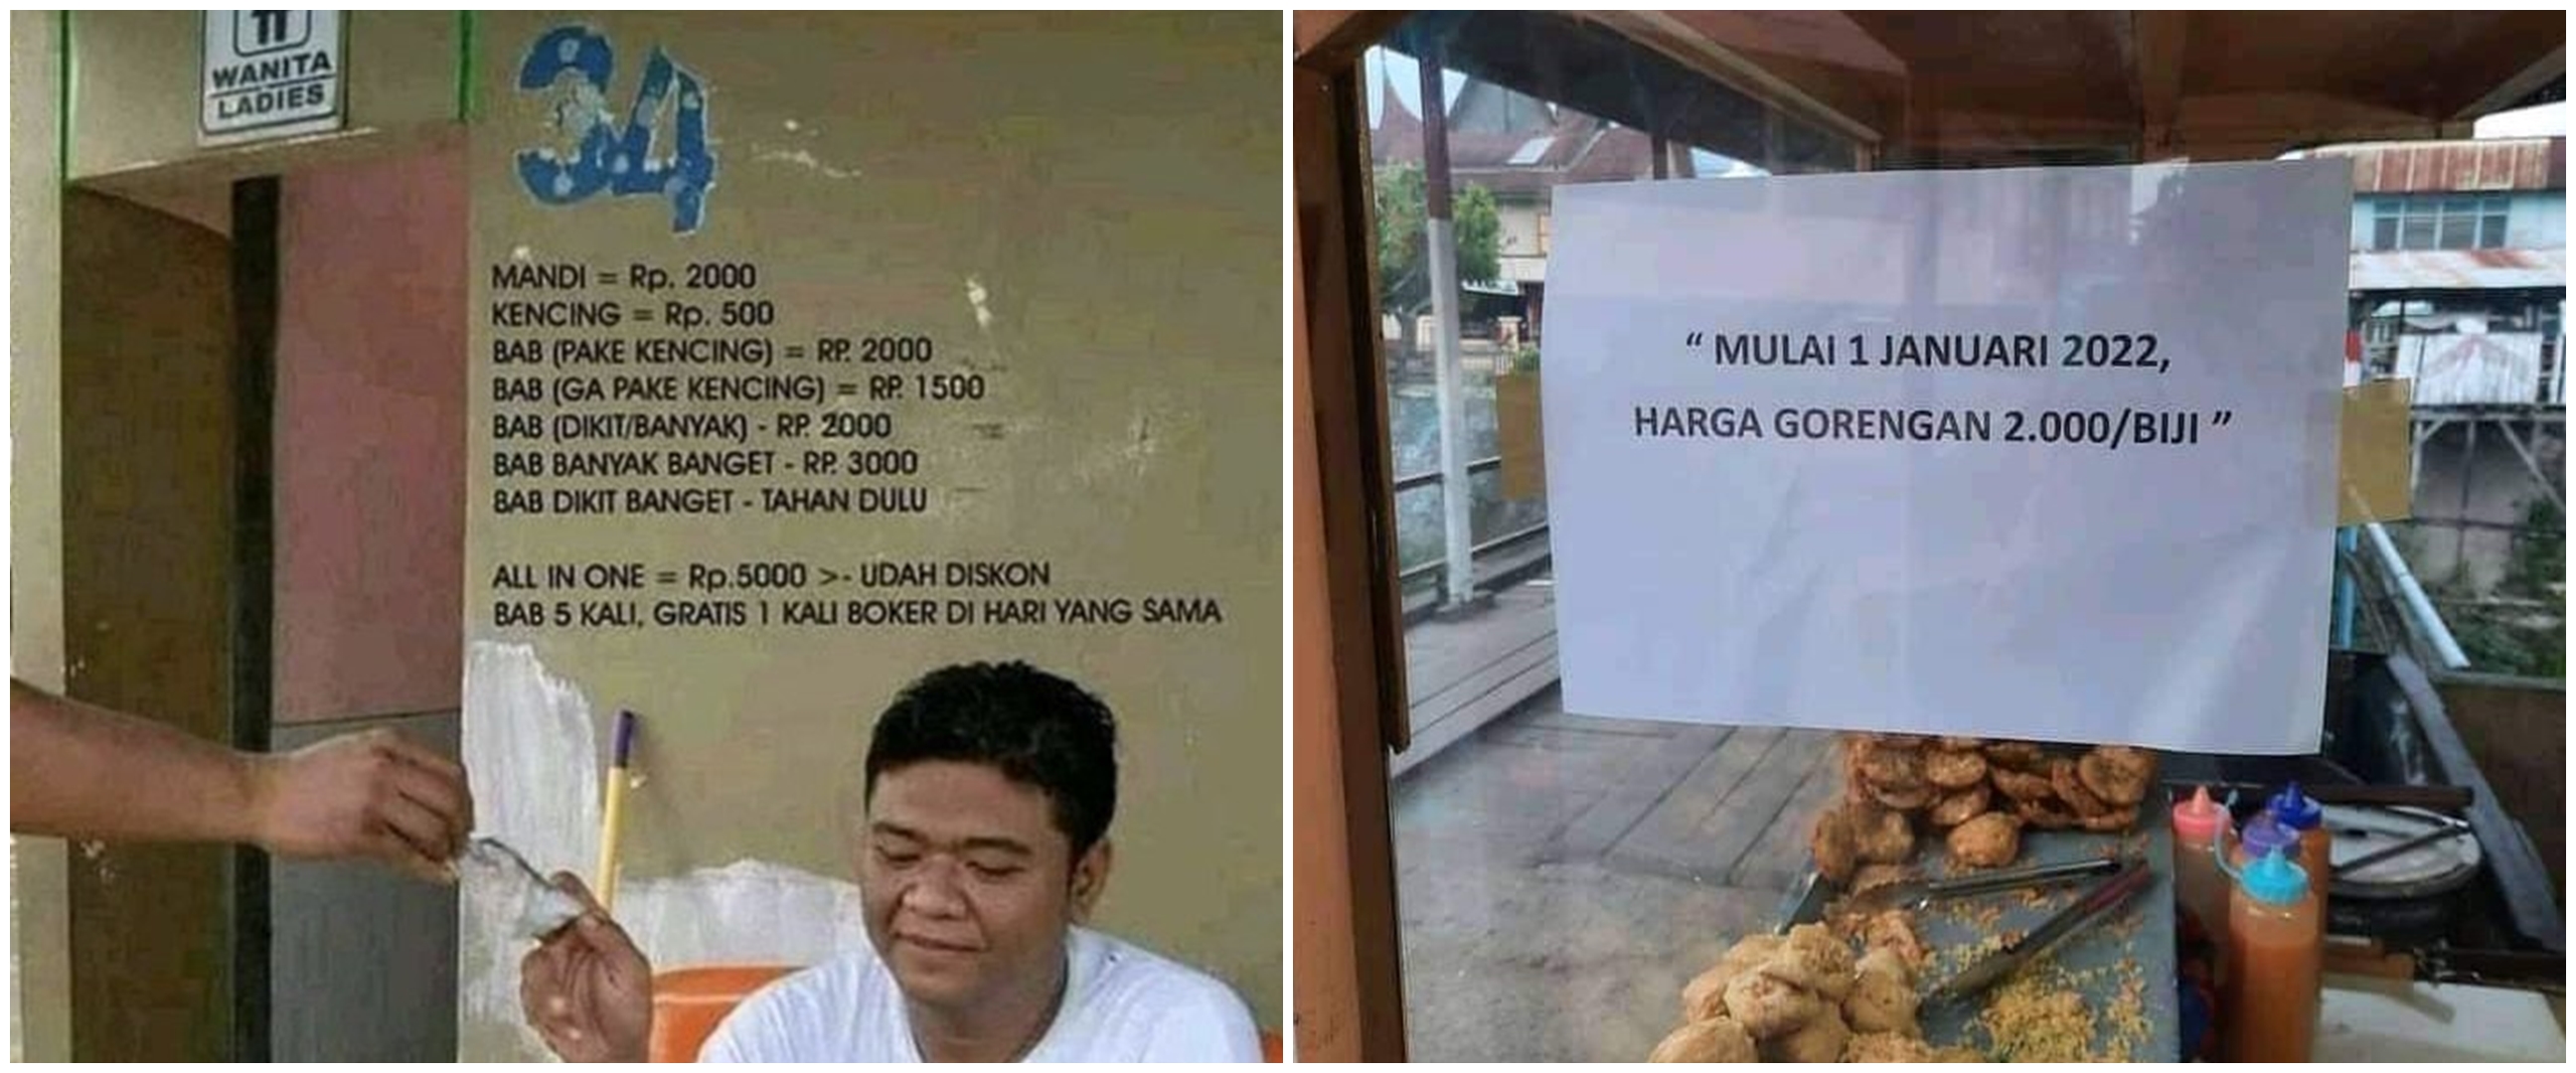 WANITA
LADIES
34
MANDI = Rp. 2000
KENCING = Rp. 500
BAB (PAKE KENCING) = RP. 2000
BAB (GA PAKE KENCING) = RP. 1500
BAB (DIKIT/BANYAK) - RP. 2000
BAB BANYAK BANGET - RP. 3000
BAB DIKIT BANGET - TAHAN DULU
ALL IN ONE = Rp.5000 >- UDAH DISKON
BAB 5 KALI, GRATIS 1 KALI BOKER DI HARI YANG SAMA
“ MULAI 1 JANUARI 2022,
HARGA GORENGAN 2.000/BIJI ”